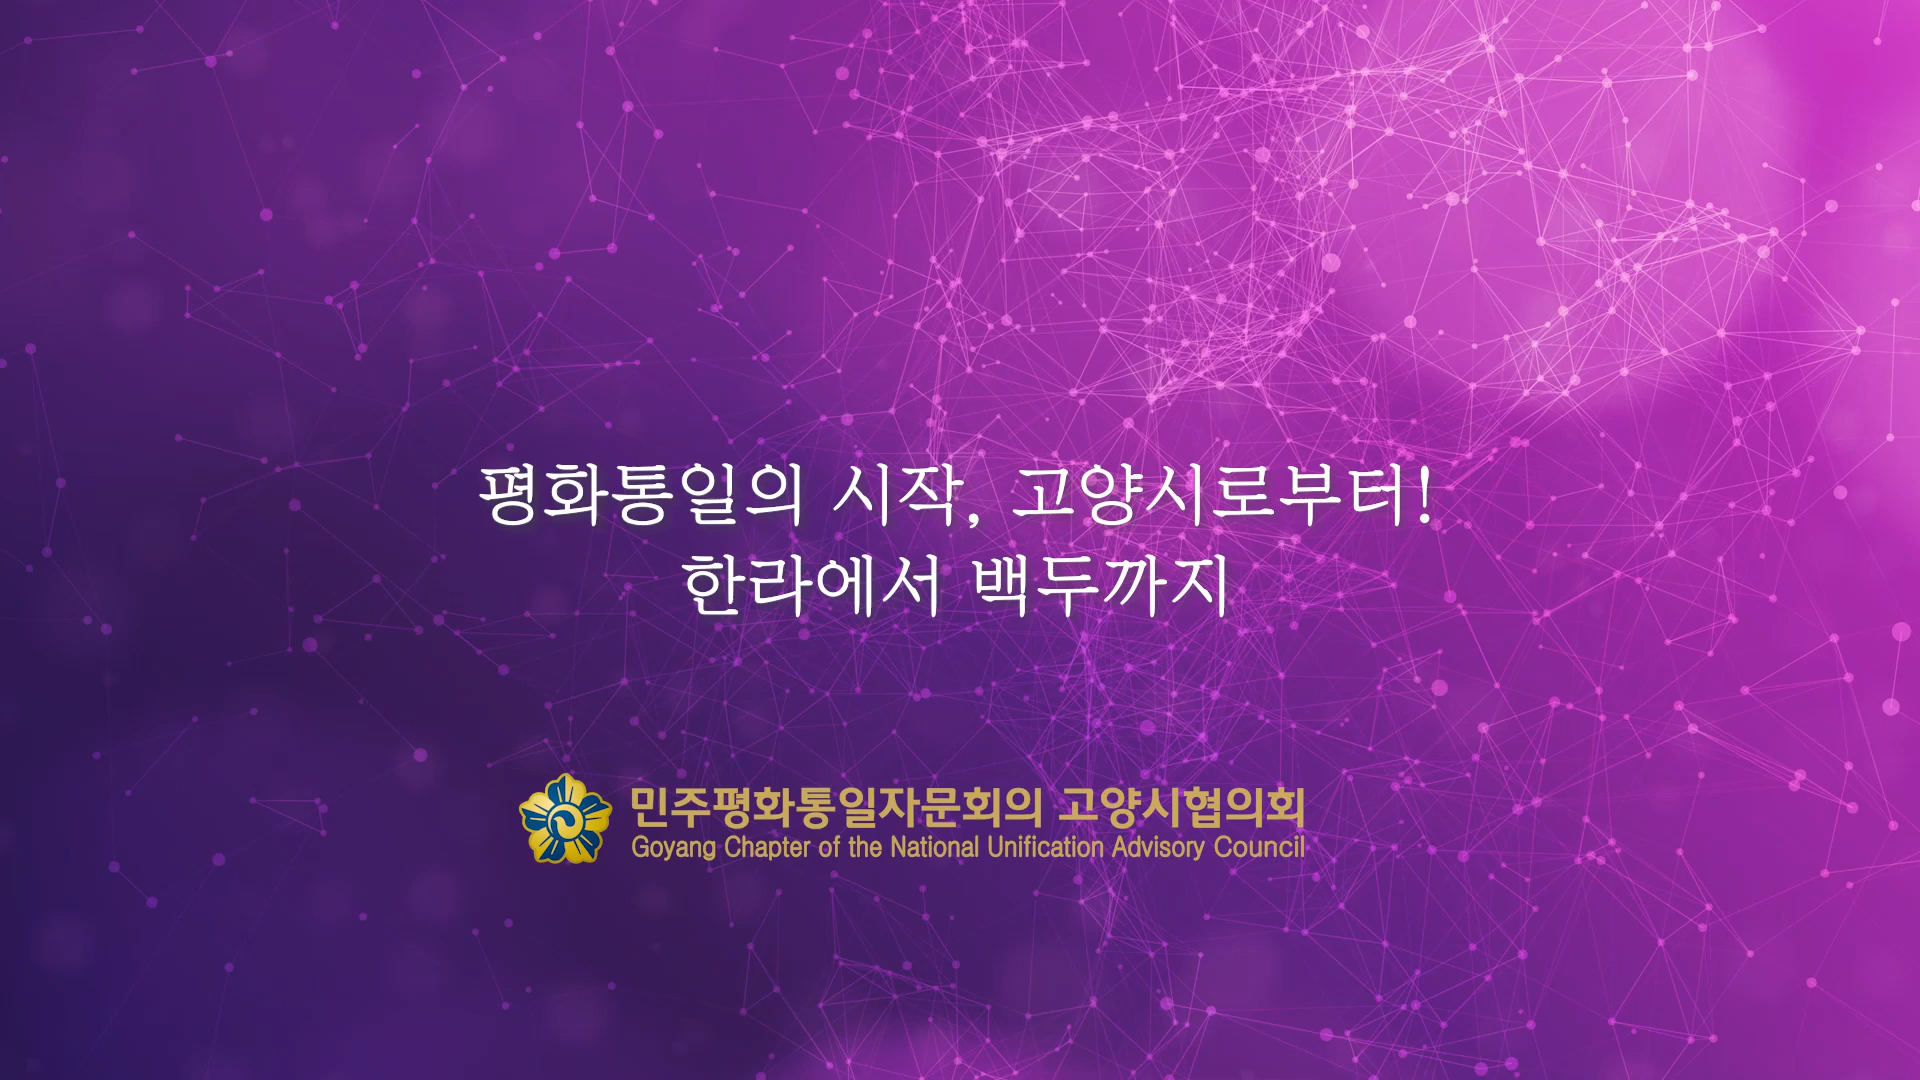 평화통일의 시작, 고양시로부터!
한라에서 백두까지
민주평화통일자문회의 고양시협의회
Goyang Chapter of the National Unification Advisory Council